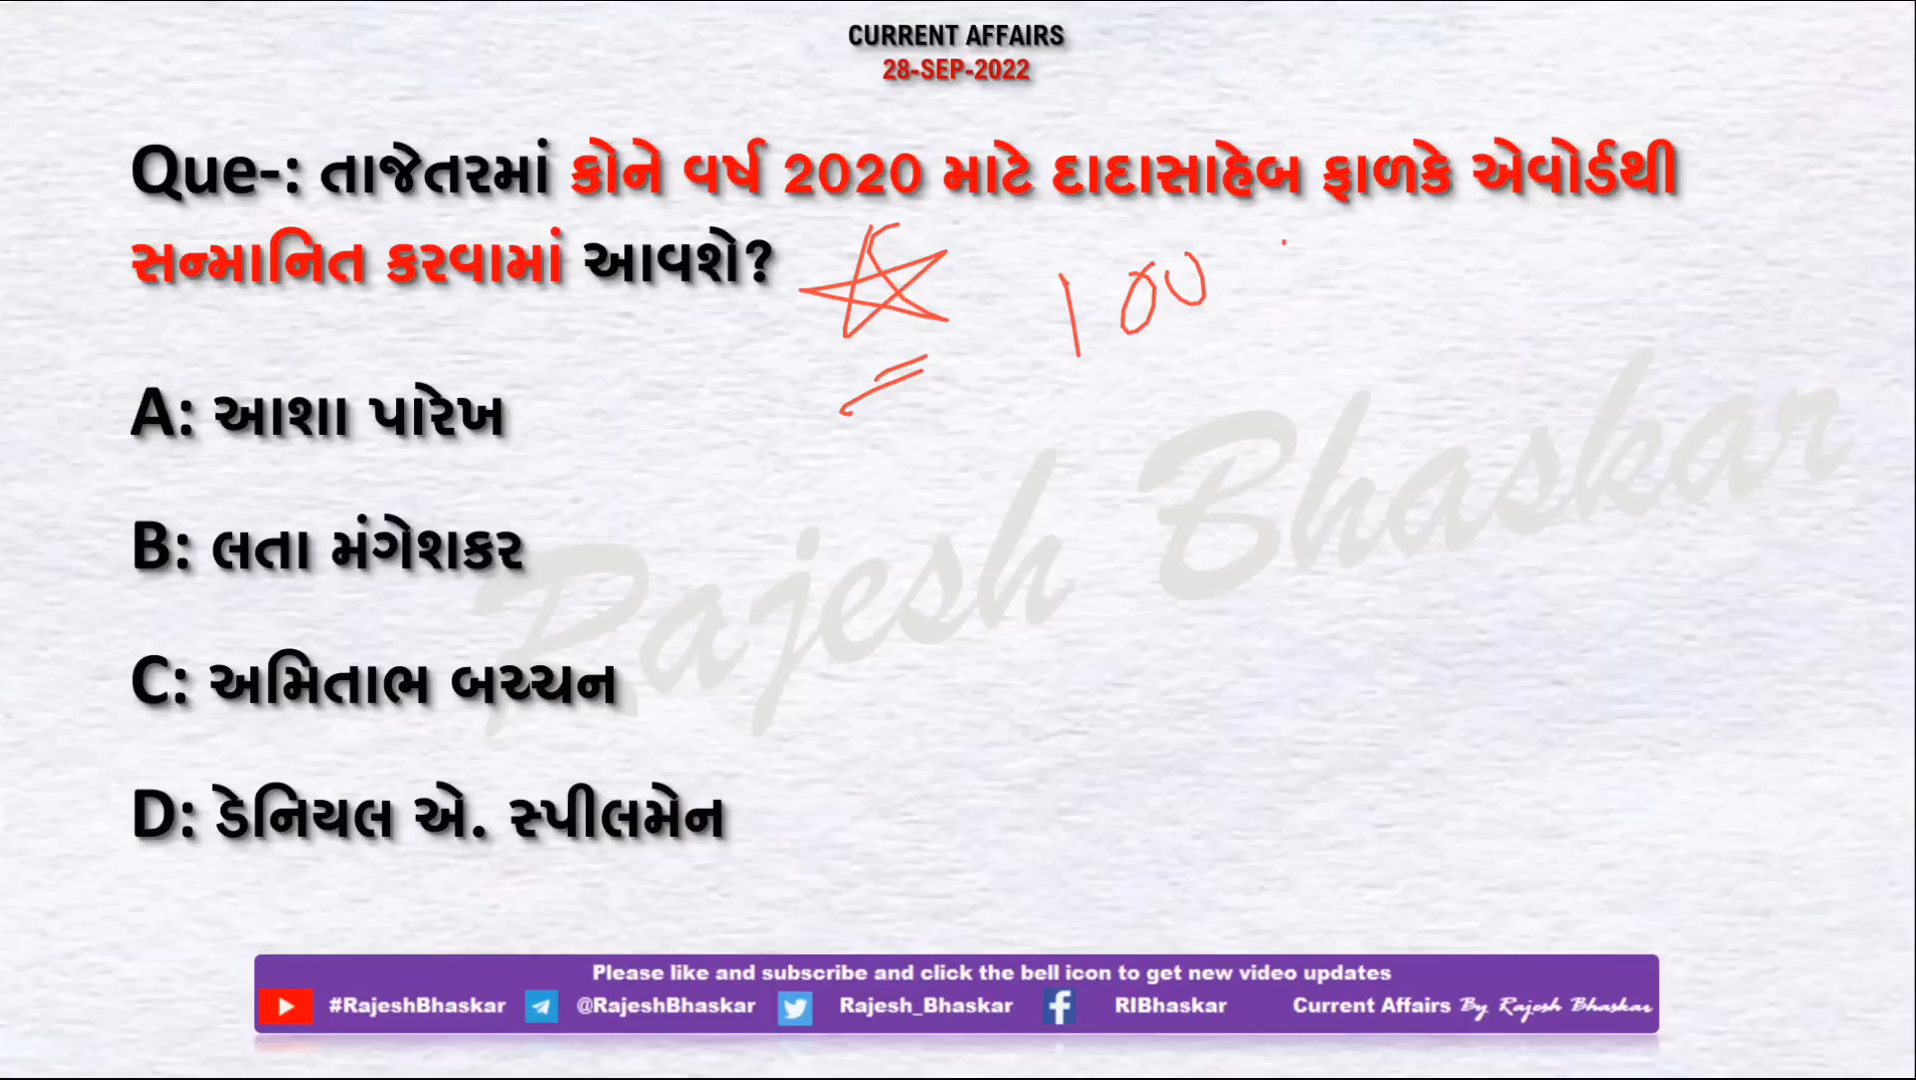 CURRENT AFFAIRS
28-SEP-2022
Que-: તાજેતરમાં કોને વર્ષ 2020 માટે દાદાસાહેબ ફાળકે એવોર્ડથી
સન્માનિત કરવામાં આવશે?
100
A: આશા પારેખ
B: લતા મંગેશકર
C: અમિતાભ બચ્ચન
D: ડેનિયલ એ. સ્પીલમેન
Rajesh Bhaskar
Please like and subscribe and click the bell icon to get new video updates
#RajeshBhaskar @RajeshBhaskar Rajesh_Bhaskar RIBhaskar Current Affairs By Rajesh Bhaskar